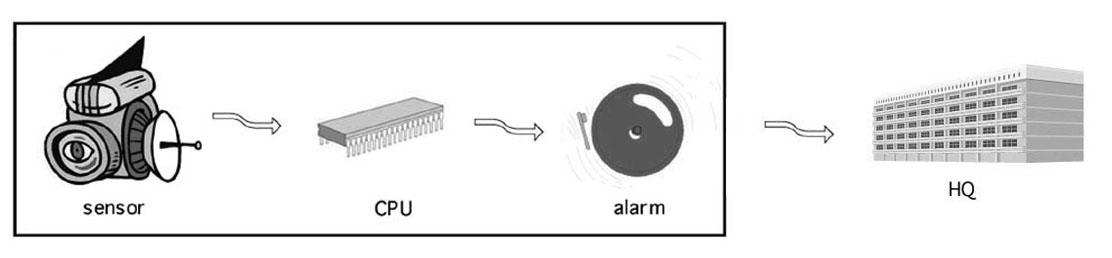 sensor
CPU
alarm
HQ